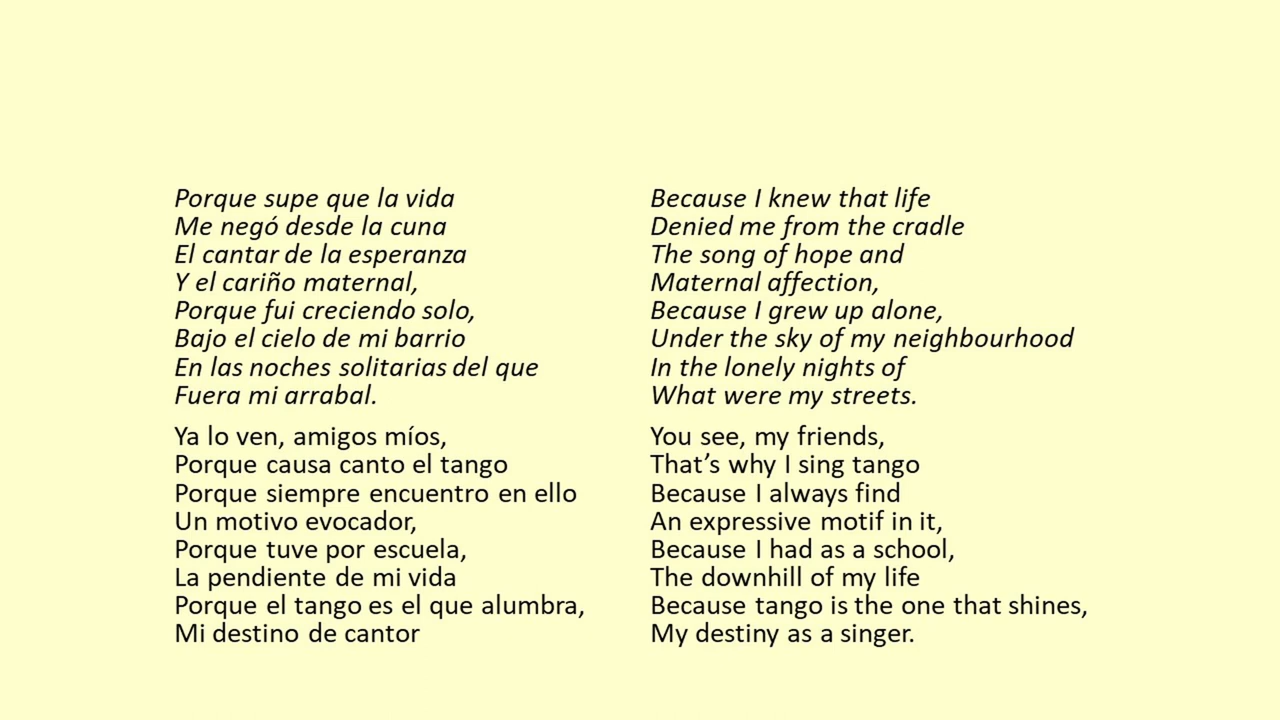 Porque supe que la vida
Me negó desde la cuna
El cantar de la esperanza
Y el cariño maternal,
Porque fui creciendo solo,
Bajo el cielo de mi barrio
En las noches solitarias del que
Fuera mi arrabal.
Ya lo ven, amigos míos,
Porque causa canto el tango
Porque siempre encuentro en ello
Un motivo evocador,
Porque tuve por escuela,
La pendiente de mi vida
Porque el tango es el que alumbra,
Mi destino de cantor
Because I knew that life
Denied me from the cradle
The song of hope and
Maternal affection,
Because I grew up alone,
Under the sky of my neighbourhood
In the lonely nights of
What were my streets.
You see, my friends,
That’s why I sing tango
Because I always find
An expressive motif in it,
Because I had as a school,
The downhill of my life
Because tango is the one that shines,
My destiny as a singer.